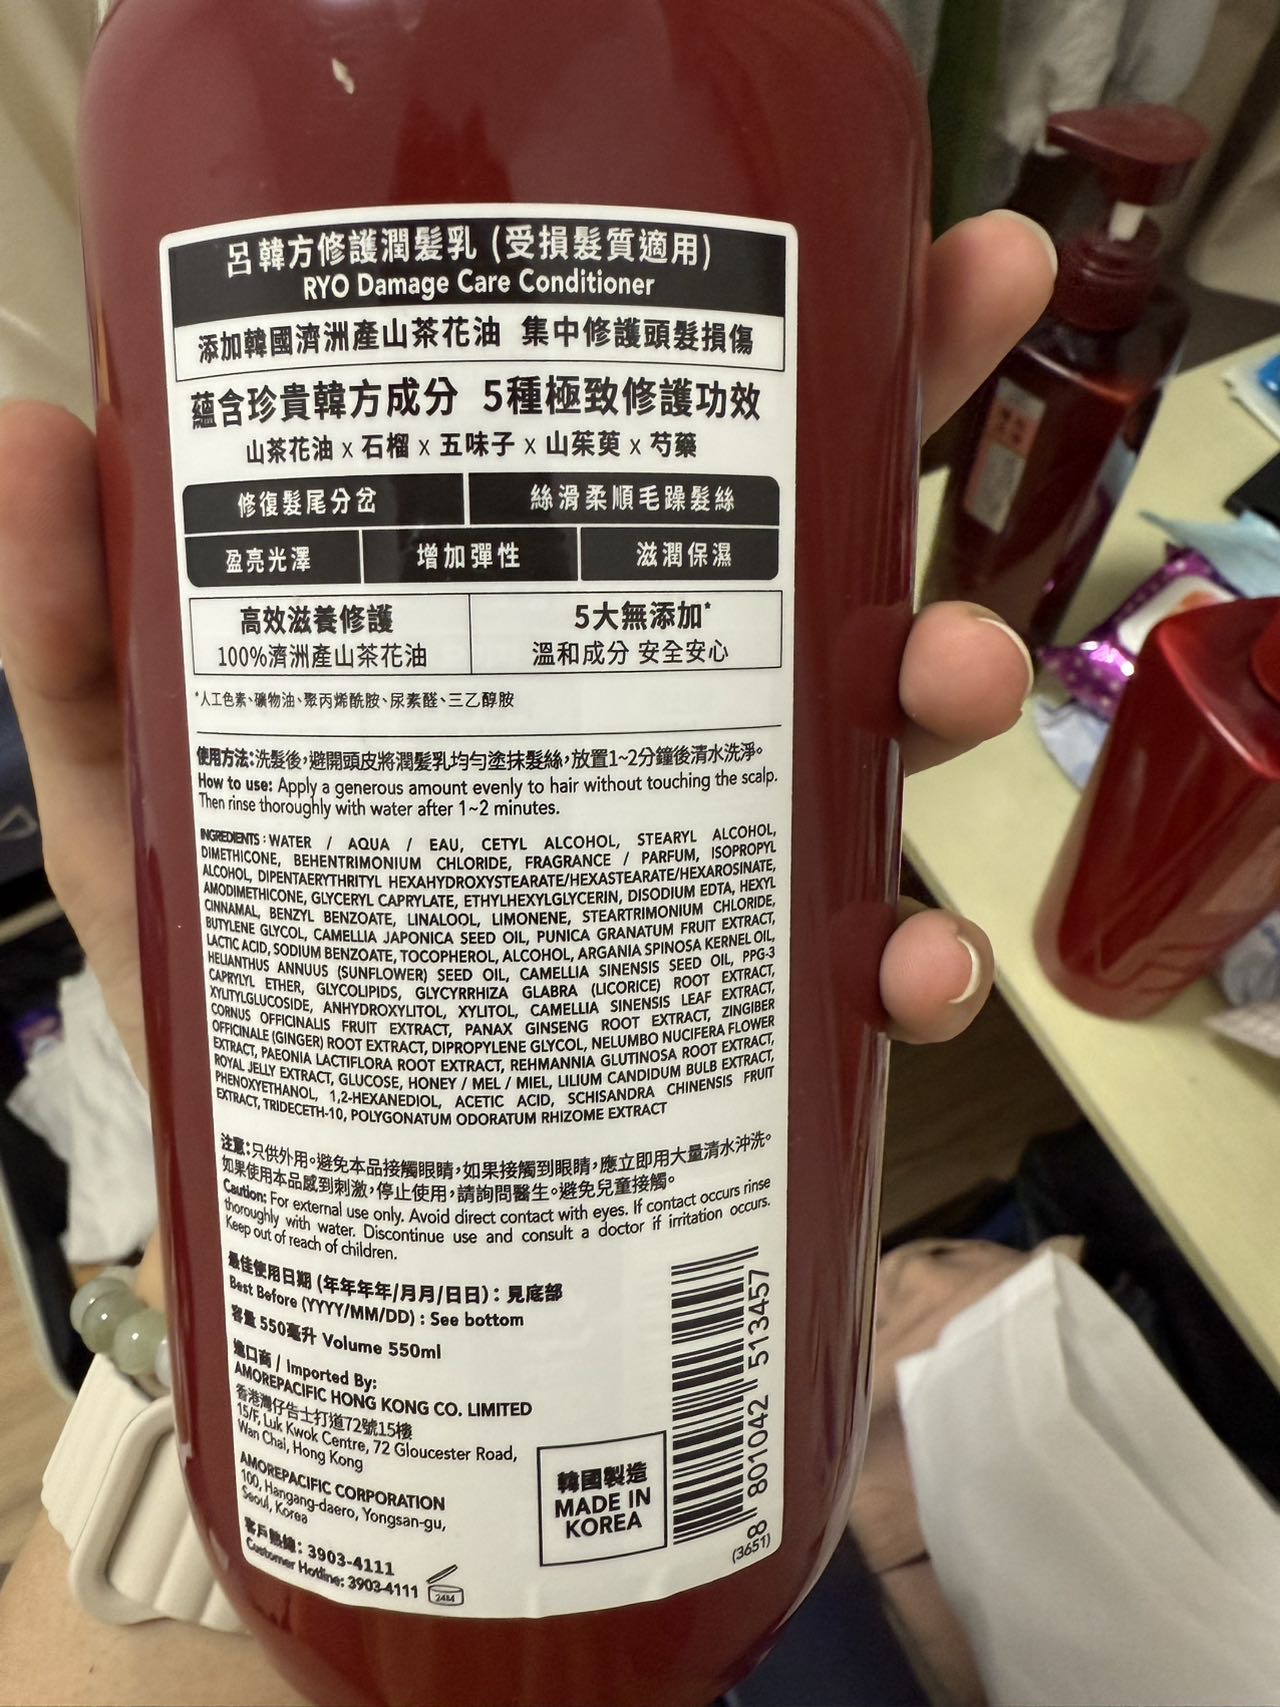 呂韓方修護潤髮乳 (受損髮質適用)
RYO Damage Care Conditioner
添加韓國濟洲產山茶花油 集中修護頭髮損傷
蘊含珍貴韓方成分 5種極致修護功效
山茶花油 x 石榴 x 五味子 x 山茱萸 x 芍藥
修復髮尾分岔 絲滑柔順毛躁髮絲
盈亮光澤 增加彈性 滋潤保濕
高效滋養修護 5大無添加*
100%濟洲產山茶花油 溫和成分 安全安心
*人工色素、礦物油、聚丙烯酰胺、尿素醛、三乙醇胺
使用方法:洗髮後,避開頭皮將潤髮乳均勻塗抹髮絲,放置1~2分鐘後清水洗淨。
How to use: Apply a generous amount evenly to hair without touching the scalp.
Then rinse thoroughly with water after 1~2 minutes.
INGREDIENTS : WATER / AQUA / EAU, CETYL ALCOHOL, STEARYL ALCOHOL,
DIMETHICONE, BEHENTRIMONIUM CHLORIDE, FRAGRANCE / PARFUM, ISOPROPYL
ALCOHOL, DIPENTAERYTHRITYL HEXAHYDROXYSTEARATE/HEXASTEARATE/HEXAROSINATE,
AMODIMETHICONE, GLYCERYL CAPRYLATE, ETHYLHEXYLGLYCERIN, DISODIUM EDTA, HEXYL
CINNAMAL, BENZYL BENZOATE, LINALOOL, LIMONENE, STEARTRIMONIUM CHLORIDE,
BUTYLENE GLYCOL, CAMELLIA JAPONICA SEED OIL, PUNICA GRANATUM FRUIT EXTRACT,
LACTIC ACID, SODIUM BENZOATE, TOCOPHEROL, ALCOHOL, ARGANIA SPINOSA KERNEL OIL,
HELIANTHUS ANNUUS (SUNFLOWER) SEED OIL, CAMELLIA SINENSIS SEED OIL, PPG-3
CAPRYLYL ETHER, GLYCOLIPIDS, GLYCYRRHIZA GLABRA (LICORICE) ROOT EXTRACT,
XYLITYLGLUCOSIDE, ANHYDROXYLITOL, XYLITOL, CAMELLIA SINENSIS LEAF EXTRACT,
CORNUS OFFICINALIS FRUIT EXTRACT, PANAX GINSENG ROOT EXTRACT, ZINGIBER
OFFICINALE (GINGER) ROOT EXTRACT, DIPROPYLENE GLYCOL, NELUMBO NUCIFERA FLOWER
EXTRACT, PAEONIA LACTIFLORA ROOT EXTRACT, REHMANNIA GLUTINOSA ROOT EXTRACT,
ROYAL JELLY EXTRACT, GLUCOSE, HONEY / MEL / MIEL, LILIUM CANDIDUM BULB EXTRACT,
PHENOXYETHANOL, 1,2-HEXANEDIOL, ACETIC ACID, SCHISANDRA CHINENSIS FRUIT
EXTRACT, TRIDECETH-10, POLYGONATUM ODORATUM RHIZOME EXTRACT
注意:只供外用。避免本品接觸眼睛,如果接觸到眼睛,應立即用大量清水沖洗。
如果使用本品感到刺激,停止使用,請詢問醫生。避免兒童接觸。
Caution: For external use only. Avoid direct contact with eyes. If contact occurs rinse
thoroughly with water. Discontinue use and consult a doctor if irritation occurs.
Keep out of reach of children.
最佳使用日期 (年年年年/月月/日日) : 見底部
Best Before (YYYY/MM/DD) : See bottom
容量 550毫升 Volume 550ml
進口商 / Imported By:
AMOREPACIFIC HONG KONG CO. LIMITED
香港灣仔告士打道72號15樓
15/F, Luk Kwok Centre, 72 Gloucester Road,
Wan Chai, Hong Kong
AMOREPACIFIC CORPORATION
100, Hangang-daero, Yongsan-gu,
Seoul, Korea
客戶熱線: 3903-4111
Customer Hotline: 3903-4111
24M
韓國製造
MADE IN
KOREA
8 801042 513457
(3651)